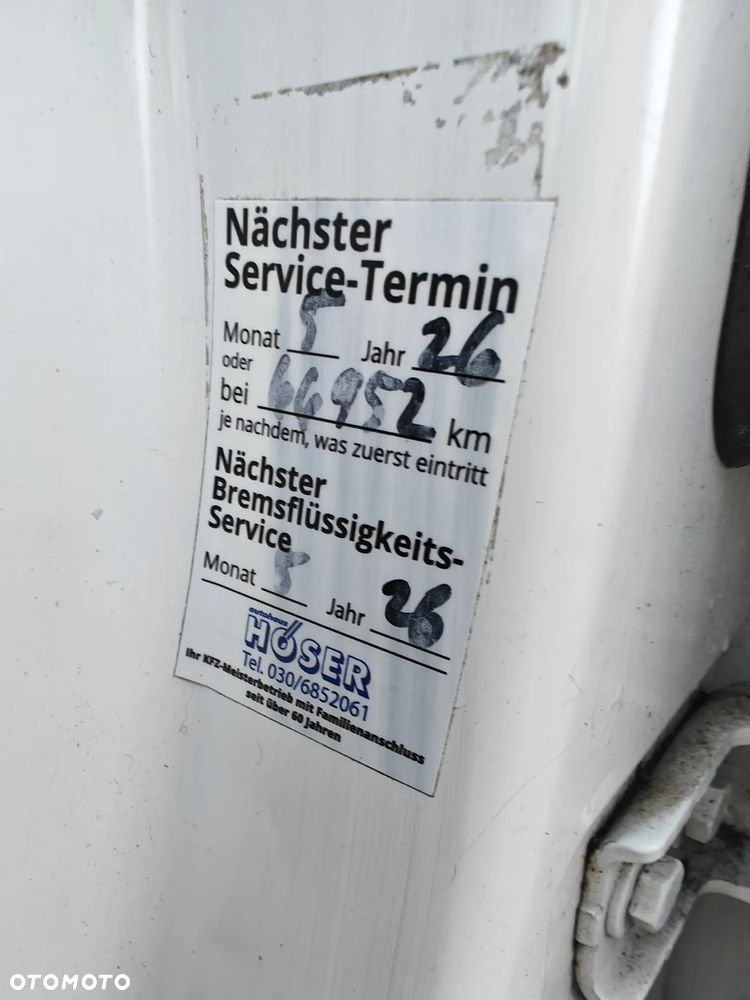 Nächster
Service-Termin
Monat 5 Jahr 26
oder
bei 66952 km
je nachdem, was zuerst eintritt
Nächster
Bremsflüssigkeits-
Service
Monat 5 Jahr 26
autohaus
HÖSER
Tel. 030/6852061
Ihr KFZ-Meisterbetrieb mit Familienanschluss
seit über 60 Jahren
OTOMOTO